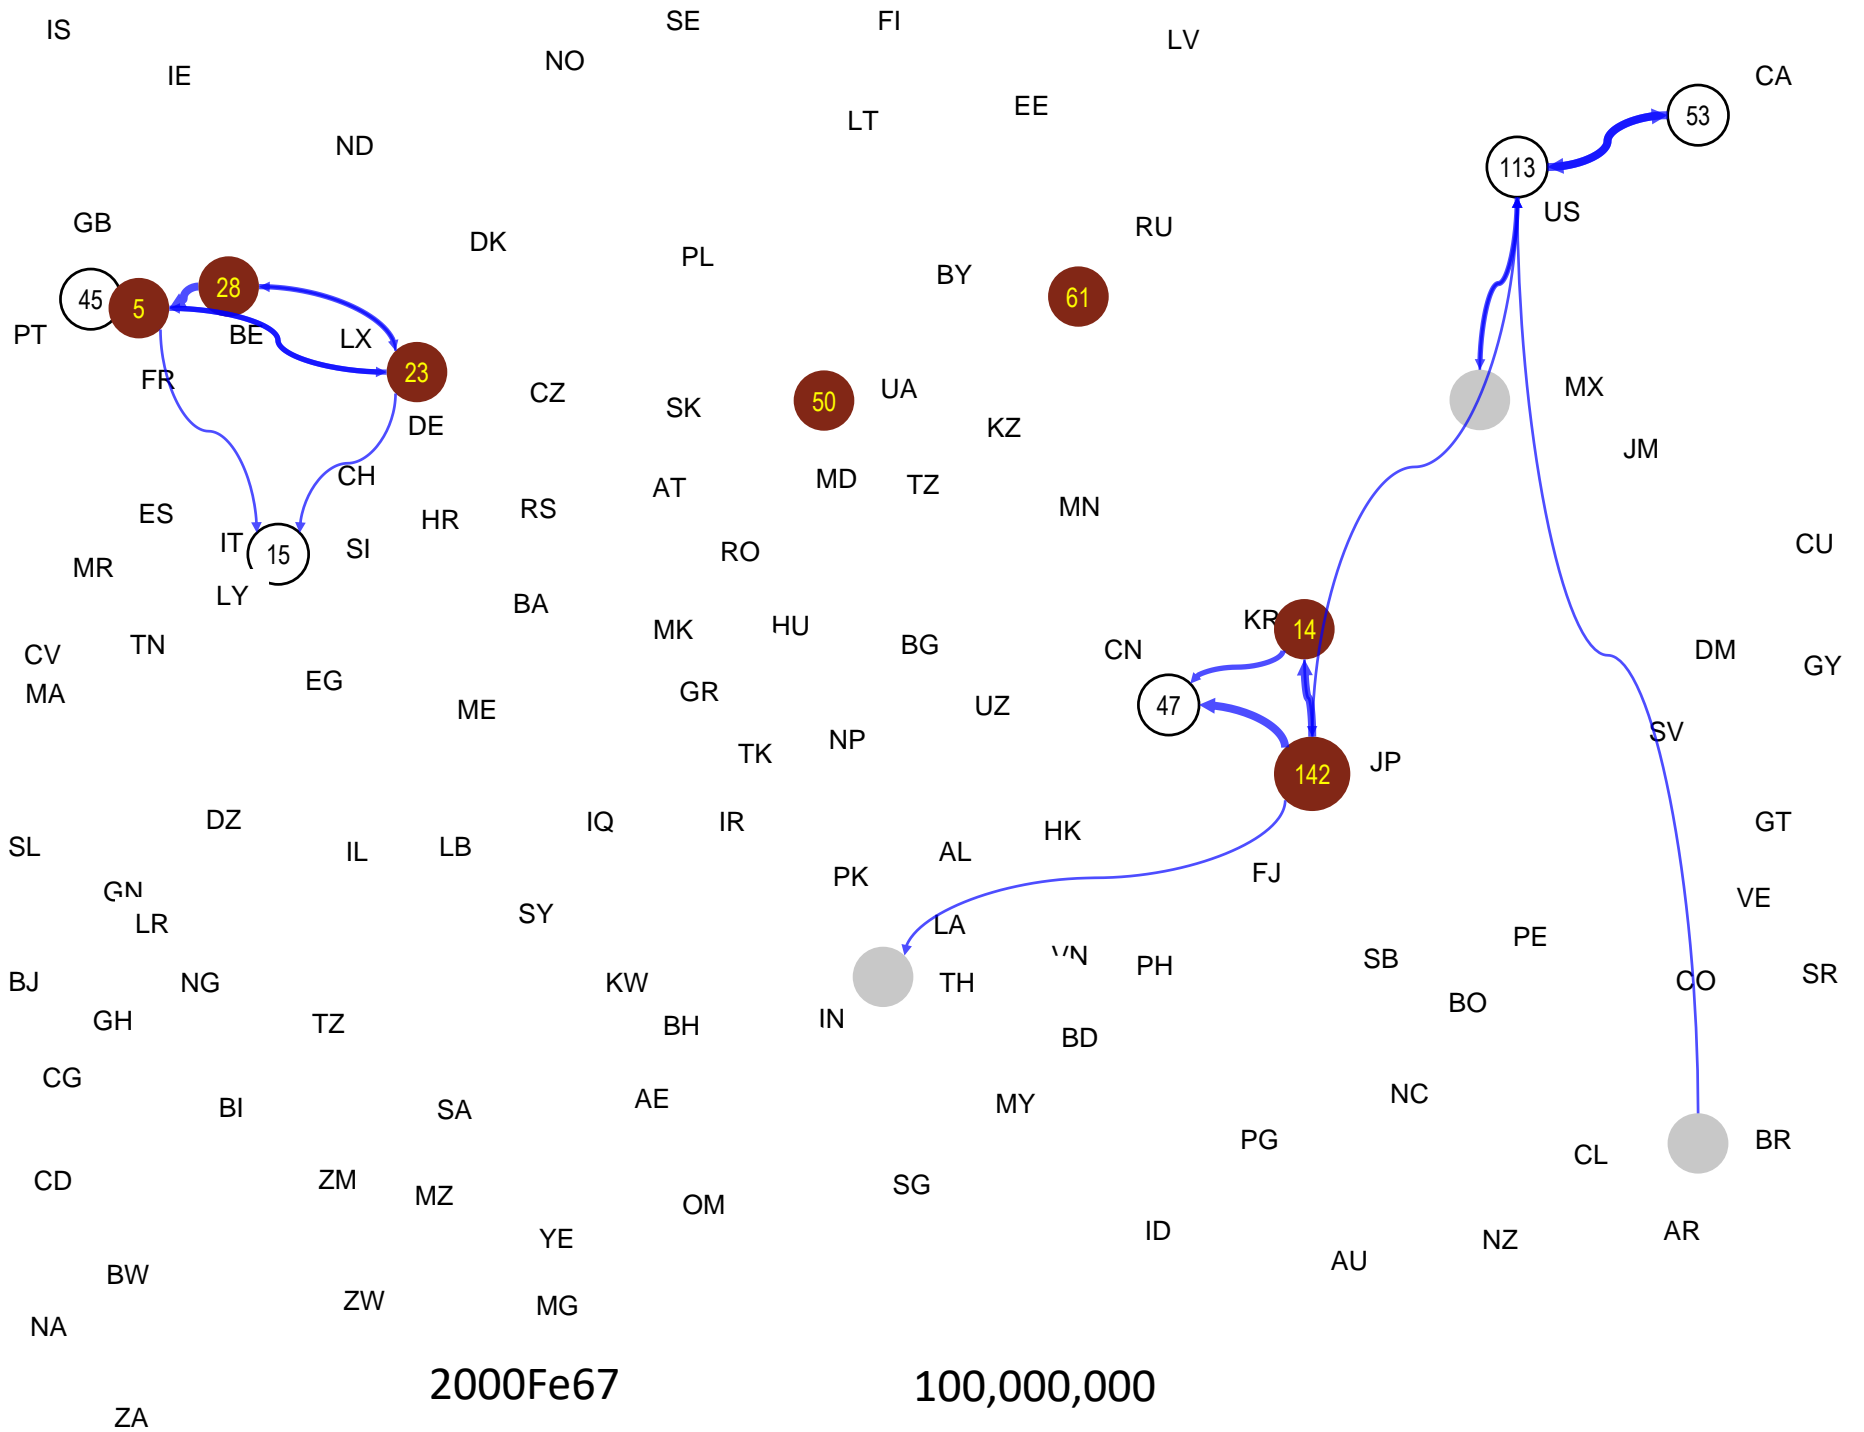 IS
SE
FI
LV
NO
IE
CA
EE
53
LT
ND
113
US
GB
RU
DK
PL
BY
28
61
45
5
PT
BE
LX
23
FR
CZ
UA
MX
50
SK
DE
KZ
JM
CH
MD
TZ
AT
MN
ES
RS
HR
IT
15
SI
RO
CU
MR
LY
BA
KR
14
MK
HU
TN
BG
CN
DM
CV
GY
MA
EG
GR
47
ME
UZ
SV
NP
TK
JP
142
DZ
IQ
IR
GT
HK
SL
IL
LB
AL
FJ
PK
GN
VE
LR
SY
LA
PE
VN
PH
SB
SR
BJ
NG
KW
TH
CO
BO
GH
TZ
BH
IN
BD
CG
BI
SA
AE
MY
NC
PG
BR
CL
CD
ZM
MZ
SG
OM
YE
ID
NZ
AR
AU
BW
ZW
MG
NA
2000Fe67
100,000,000
ZA